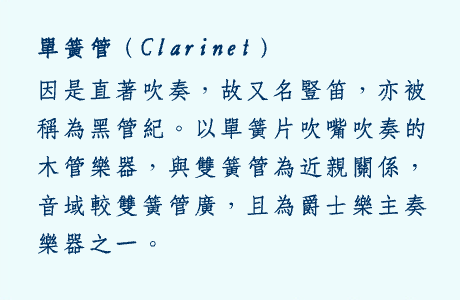 單簧管（Clarinet）
因是直著吹奏，故又名豎笛，亦被
稱為黑管紀。以單簧片吹嘴吹奏的
木管樂器，與雙簧管為近親關係，
音域較雙簧管廣，且為爵士樂主奏
樂器之一。